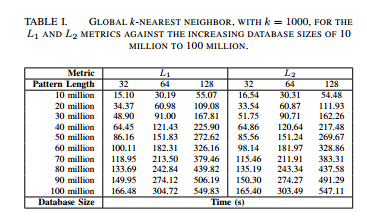 TABLE I. GLOBAL k-NEAREST NEIGHBOR, WITH k = 1000, FOR THE
L1 AND L2 METRICS AGAINST THE INCREASING DATABASE SIZES OF 10
MILLION TO 100 MILLION.
Metric L1 L2
Pattern Length 32 64 128 32 64 128
10 million 15.10 30.19 55.07 16.54 30.31 54.48
20 million 34.37 60.98 109.08 33.54 60.87 111.93
30 million 48.90 91.00 167.81 51.75 90.71 162.26
40 million 64.45 121.43 225.90 64.86 120.64 217.48
50 million 86.16 151.83 272.62 85.56 151.24 269.67
60 million 100.11 182.31 326.16 98.14 181.97 328.86
70 million 118.95 213.50 379.46 115.46 211.91 383.31
80 million 133.69 242.84 439.82 135.19 243.34 437.58
90 million 149.95 274.12 506.19 150.30 274.27 491.29
100 million 166.48 304.72 549.83 165.40 303.49 547.11
Database Size Time (s)